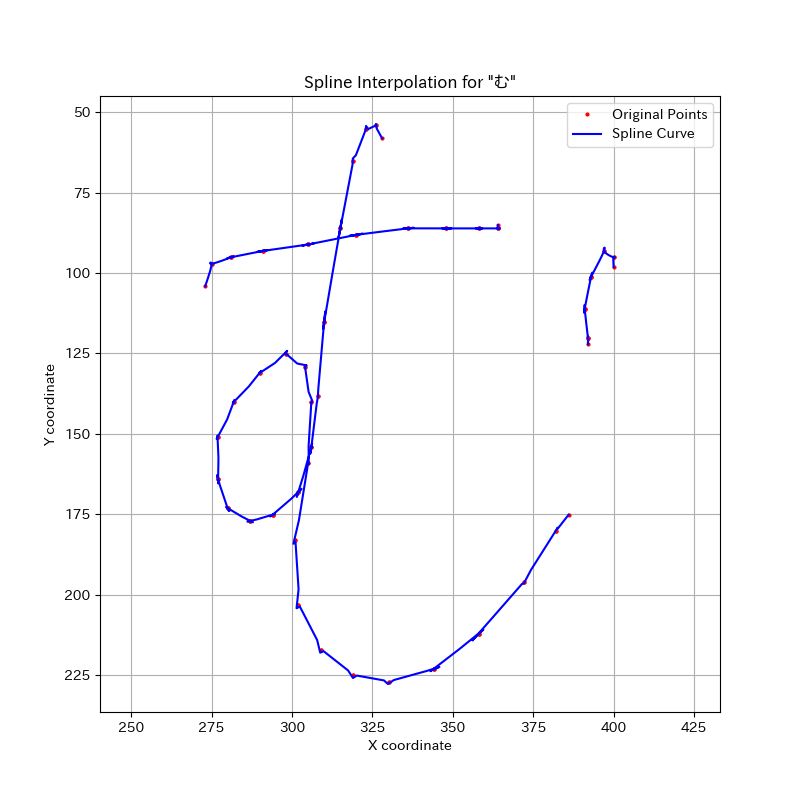 Spline Interpolation for "む"
Original Points
Spline Curve
50
75
100
125
150
175
200
225
Y coordinate
む
250 275 300 325 350 375 400 425
X coordinate